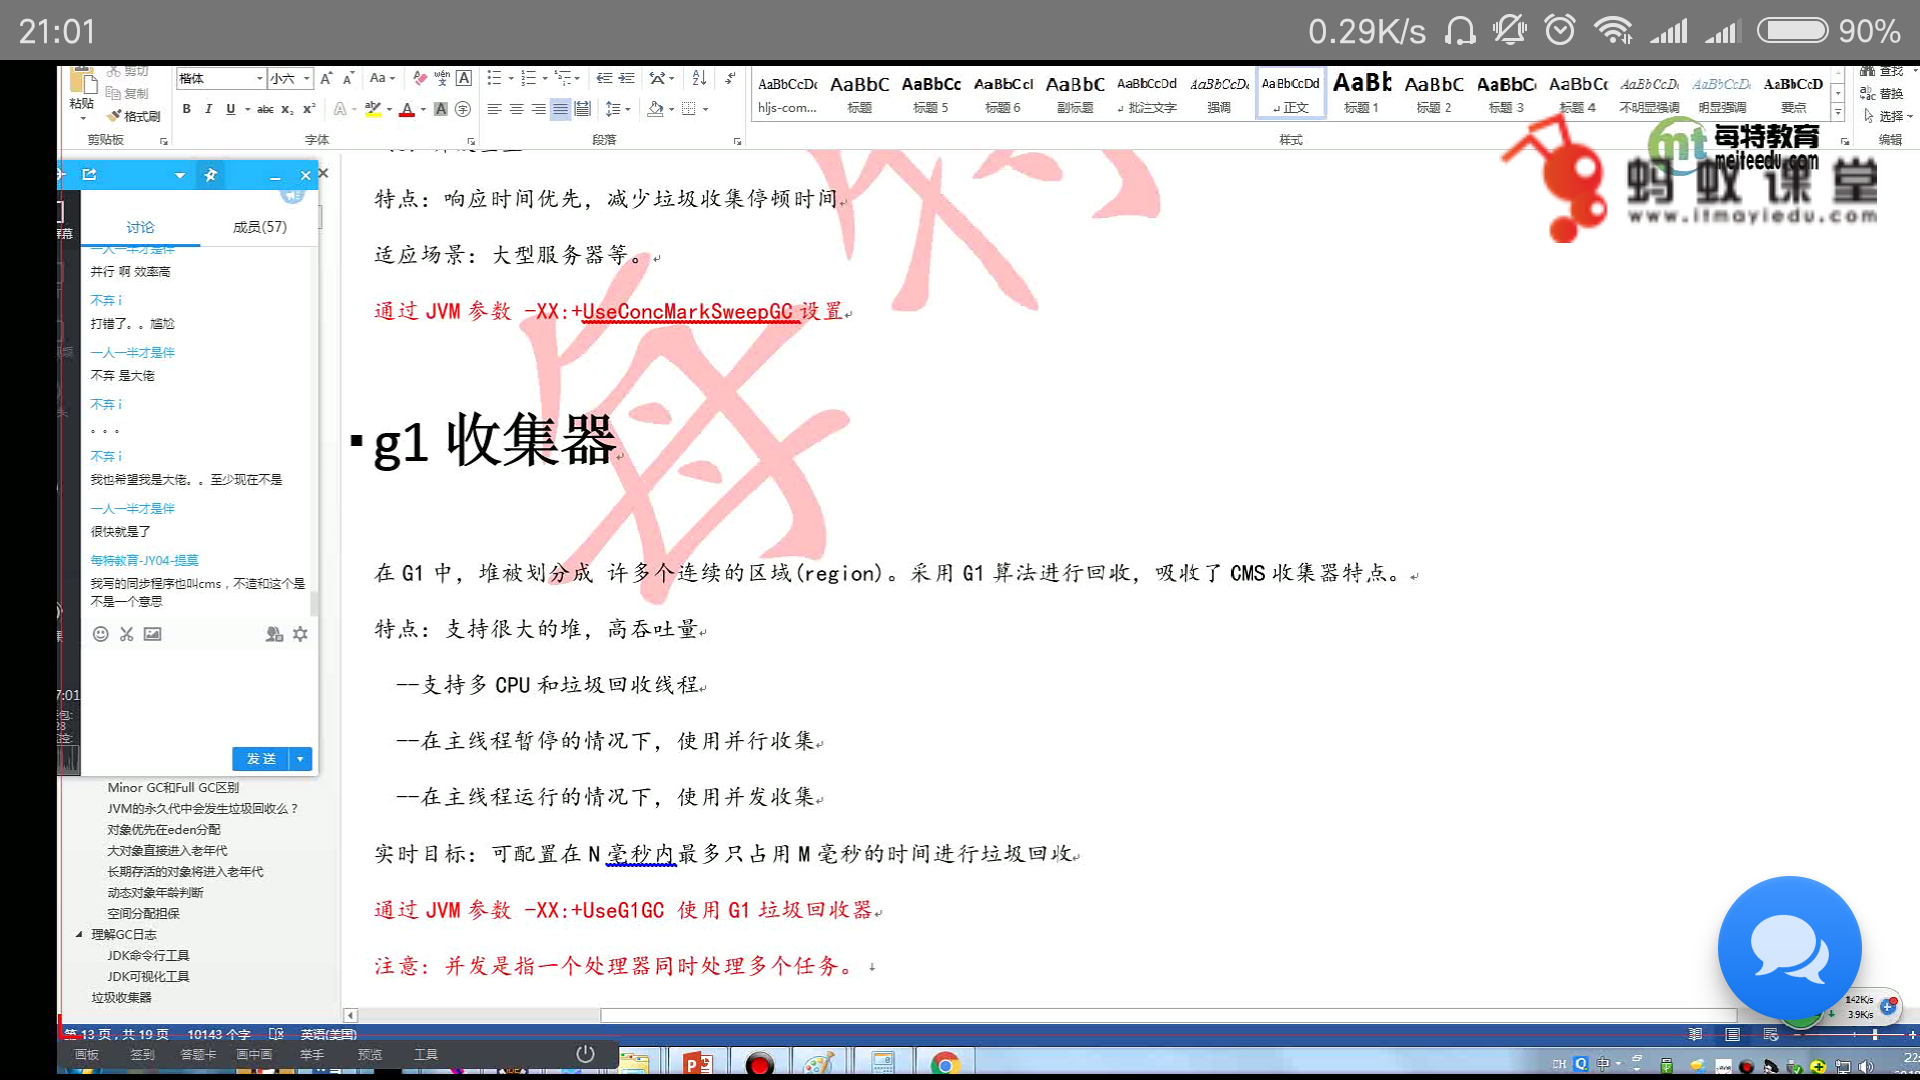 21:01
0.29K/s
90%
剪切
复制
粘贴
格式刷
剪贴板
楷体
小六
字体
段落
AaBbCcDc AaBbC AaBbCc AaBbCcI AaBbC AaBbCcDd AaBbCcDc AaBbCcDd AaBb AaBbC AaBbC AaBbCc AaBbCcDc AaBbCcDc AaBbCcD
hljs-com... 标题 标题 5 标题 6 副标题 批注文字 强调 正文 标题 1 标题 2 标题 3 标题 4 不明显强调 明显强调 要点
样式
查找
替换
选择
编辑
每特教育
meiteedu.com
蚂蚁课堂
www.itmayiedu.com
讨论
成员(57)
一人一半才是伴
并行 啊 效率高
不弃 i
打错了。。尴尬
一人一半才是伴
不弃 是大佬
不弃 i
。。。
不弃 i
我也希望我是大佬。。至少现在不是
一人一半才是伴
很快就是了
每特教育-JY04-提莫
我写的同步程序也叫cms，不造和这个是
不是一个意思
发送
Minor GC和Full GC区别
JVM的永久代中会发生垃圾回收么？
对象优先在eden分配
大对象直接进入老年代
长期存活的对象将进入老年代
动态对象年龄判断
空间分配担保
理解GC日志
JDK命令行工具
JDK可视化工具
垃圾收集器
特点：响应时间优先，减少垃圾收集停顿时间
适应场景：大型服务器等。
通过 JVM 参数 -XX:+UseConcMarkSweepGC 设置
每
g1 收集器
在 G1 中，堆被划分成 许多个连续的区域(region)。采用 G1 算法进行回收，吸收了 CMS 收集器特点。
特点：支持很大的堆，高吞吐量
--支持多 CPU 和垃圾回收线程
--在主线程暂停的情况下，使用并行收集
--在主线程运行的情况下，使用并发收集
实时目标：可配置在 N 毫秒内最多只占用 M 毫秒的时间进行垃圾回收
通过 JVM 参数 -XX:+UseG1GC 使用 G1 垃圾回收器
注意：并发是指一个处理器同时处理多个任务。
142K/s
3.9K/s
第 13 页，共 19 页 10143 个字 英语(美国)
画板 签到 答题卡 画中画 举手 预览 工具
CH
中